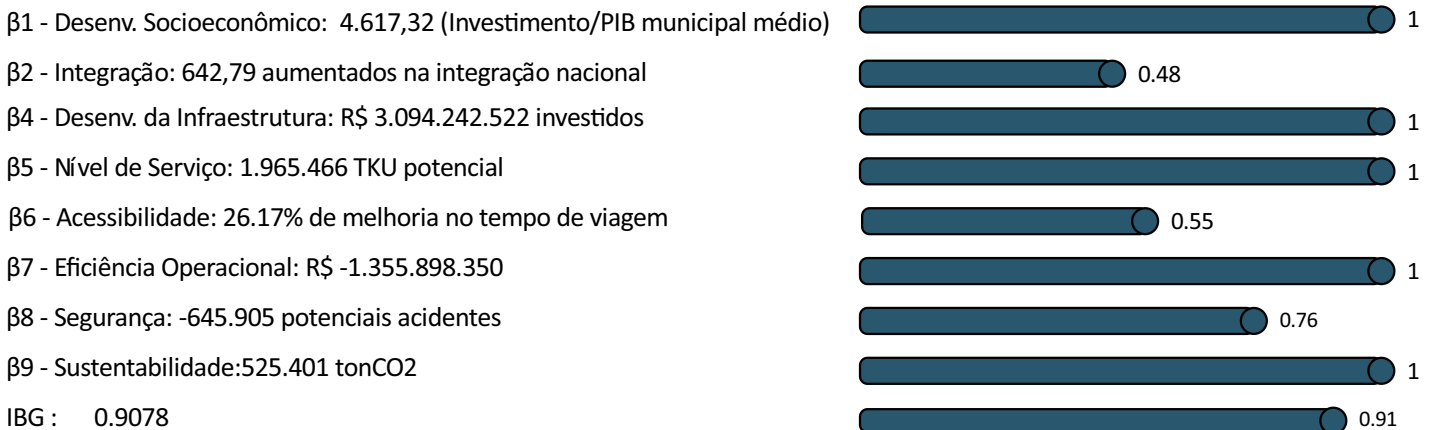 β1 - Desenv. Socioeconômico: 4.617,32 (Investimento/PIB municipal médio) 1
β2 - Integração: 642,79 aumentados na integração nacional 0.48
β4 - Desenv. da Infraestrutura: R$ 3.094.242.522 investidos 1
β5 - Nível de Serviço: 1.965.466 TKU potencial 1
β6 - Acessibilidade: 26.17% de melhoria no tempo de viagem 0.55
β7 - Eficiência Operacional: R$ -1.355.898.350 1
β8 - Segurança: -645.905 potenciais acidentes 0.76
β9 - Sustentabilidade:525.401 tonCO2 1
IBG : 0.9078 0.91